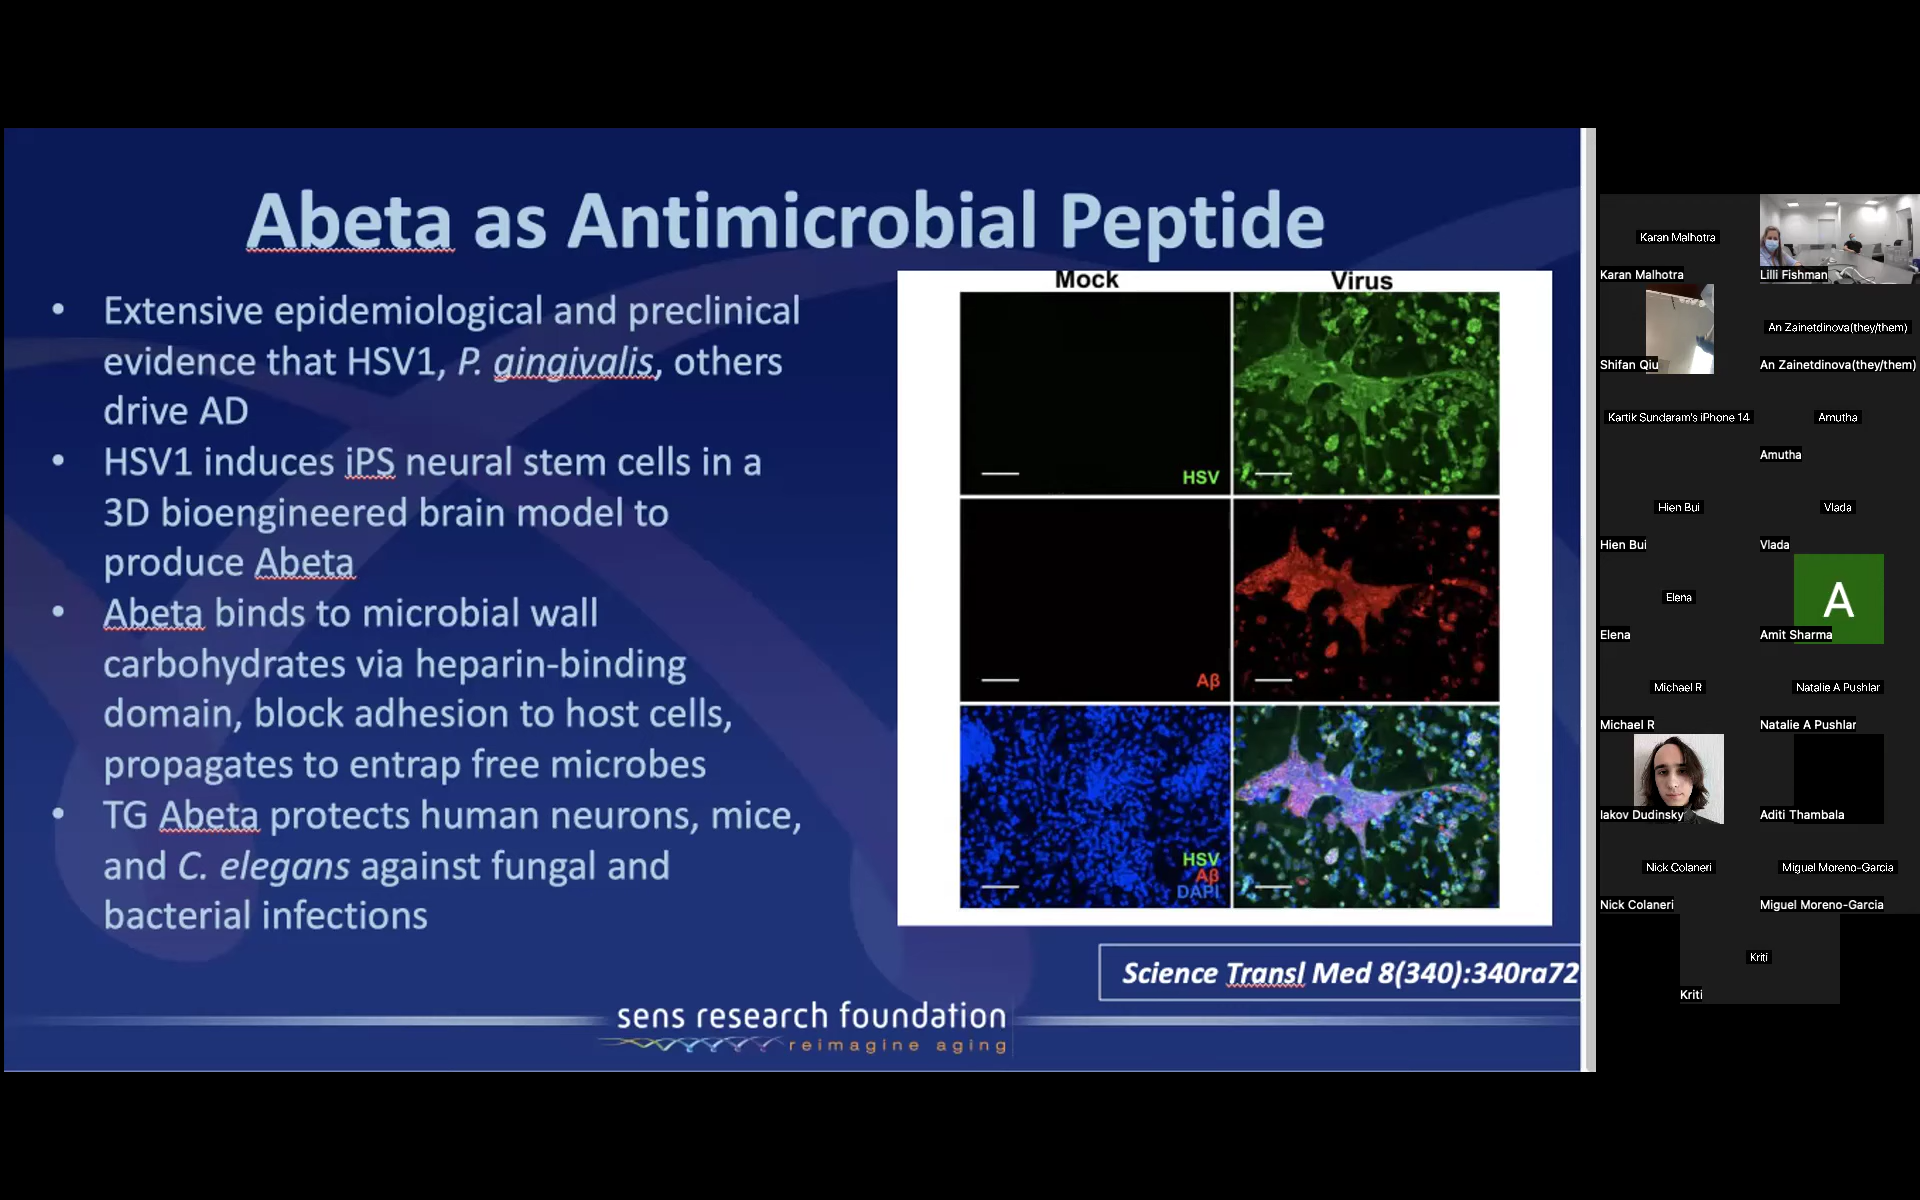 Abeta as Antimicrobial Peptide
• Extensive epidemiological and preclinical
evidence that HSV1, P. gingivalis, others
drive AD
• HSV1 induces iPS neural stem cells in a
3D bioengineered brain model to
produce Abeta
• Abeta binds to microbial wall
carbohydrates via heparin-binding
domain, block adhesion to host cells,
propagates to entrap free microbes
• TG Abeta protects human neurons, mice,
and C. elegans against fungal and
bacterial infections
Mock Virus
HSV
Aβ
HSV
Aβ
DAPI
Science Transl Med 8(340):340ra72
sens research foundation
reimagine aging
Karan Malhotra
Karan Malhotra
Lilli Fishman
Shifan Qiu
An Zainetdinova(they/them)
An Zainetdinova(they/them)
Kartik Sundaram's iPhone 14
Amutha
Amutha
Hien Bui
Hien Bui
Vlada
Vlada
Elena
Elena
A
Amit Sharma
Michael R
Michael R
Natalie A Pushlar
Natalie A Pushlar
Iakov Dudinsky
Aditi Thambala
Nick Colaneri
Nick Colaneri
Miguel Moreno-Garcia
Miguel Moreno-Garcia
Kriti
Kriti